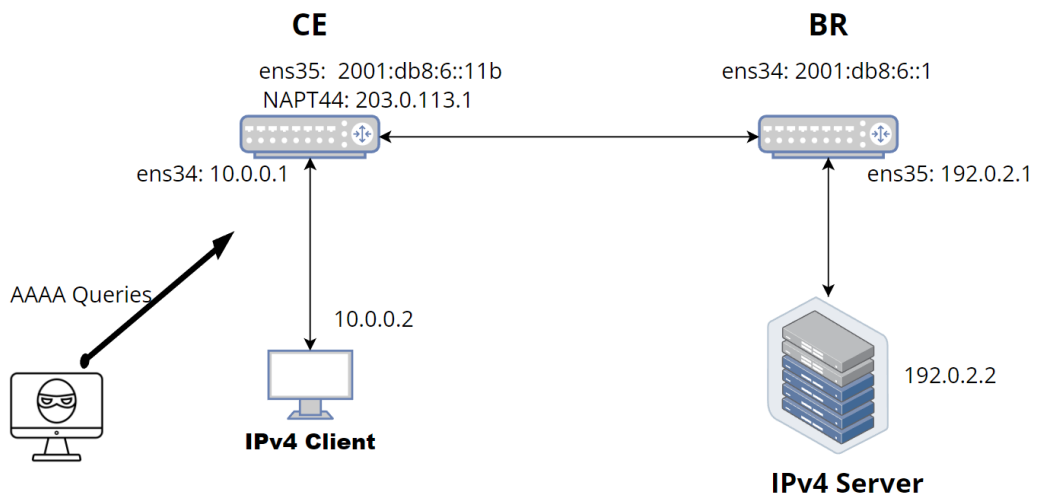 CE
BR
ens35: 2001:db8:6::11b
NAPT44: 203.0.113.1
ens34: 2001:db8:6::1
ens34: 10.0.0.1
ens35: 192.0.2.1
AAAA Queries
10.0.0.2
192.0.2.2
IPv4 Client
IPv4 Server